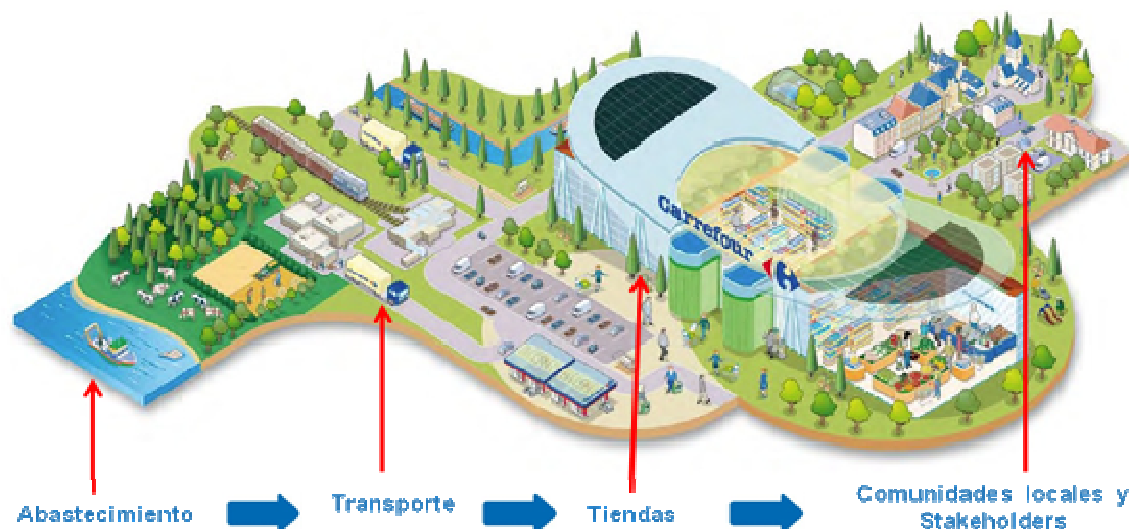 Carrefour
Abastecimiento
Transporte
Tiendas
Comunidades locales y
Stakeholders